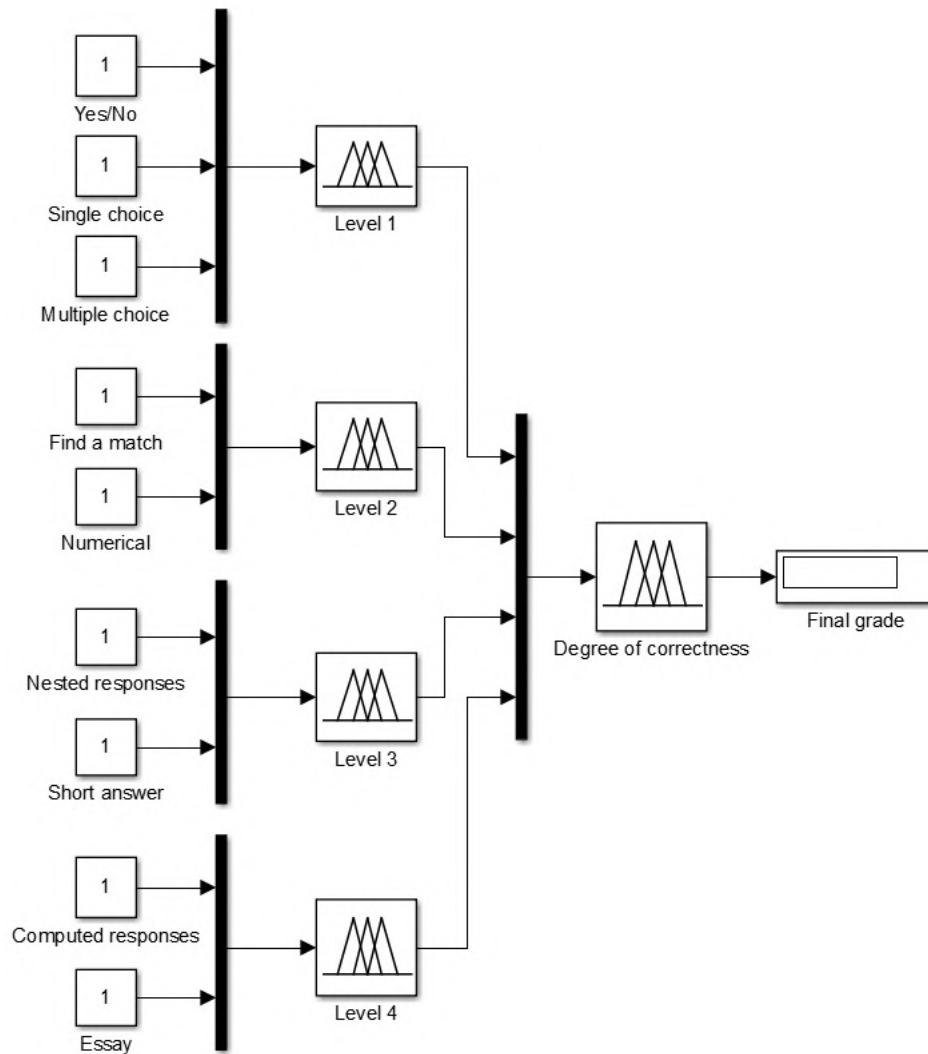 1
Yes/No
1
Single choice
1
Multiple choice
Level 1
1
Find a match
1
Numerical
Level 2
1
Nested responses
1
Short answer
Level 3
1
Computed responses
1
Essay
Level 4
Degree of correctness
Final grade